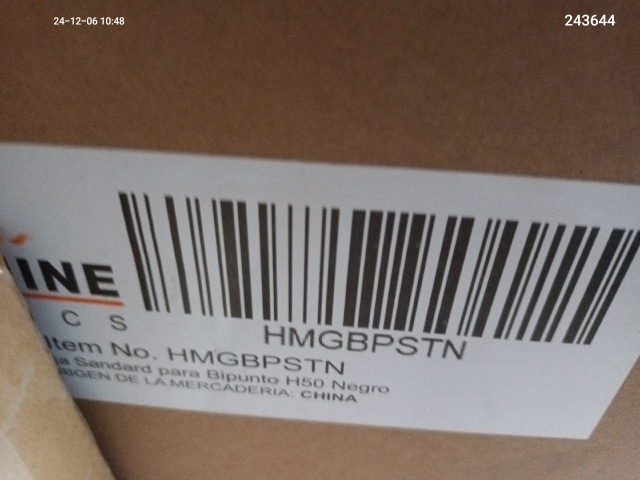 24-12-06 10:48
243644
INE
C S
HMGBPSTN
Item No. HMGBPSTN
Sandard para Bipunto H50 Negro
DE LA MERCADERIA: CHINA